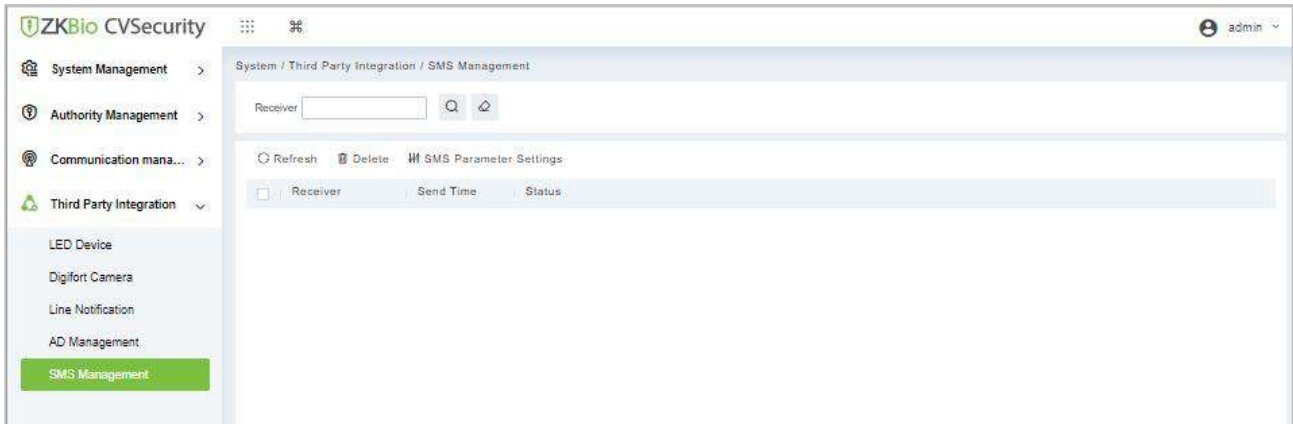 ZKBio CVSecurity
admin
System Management
Authority Management
Communication mana...
Third Party Integration
LED Device
Digifort Camera
Line Notification
AD Management
SMS Management
System / Third Party Integration / SMS Management
Receiver
Refresh Delete SMS Parameter Settings
Receiver Send Time Status